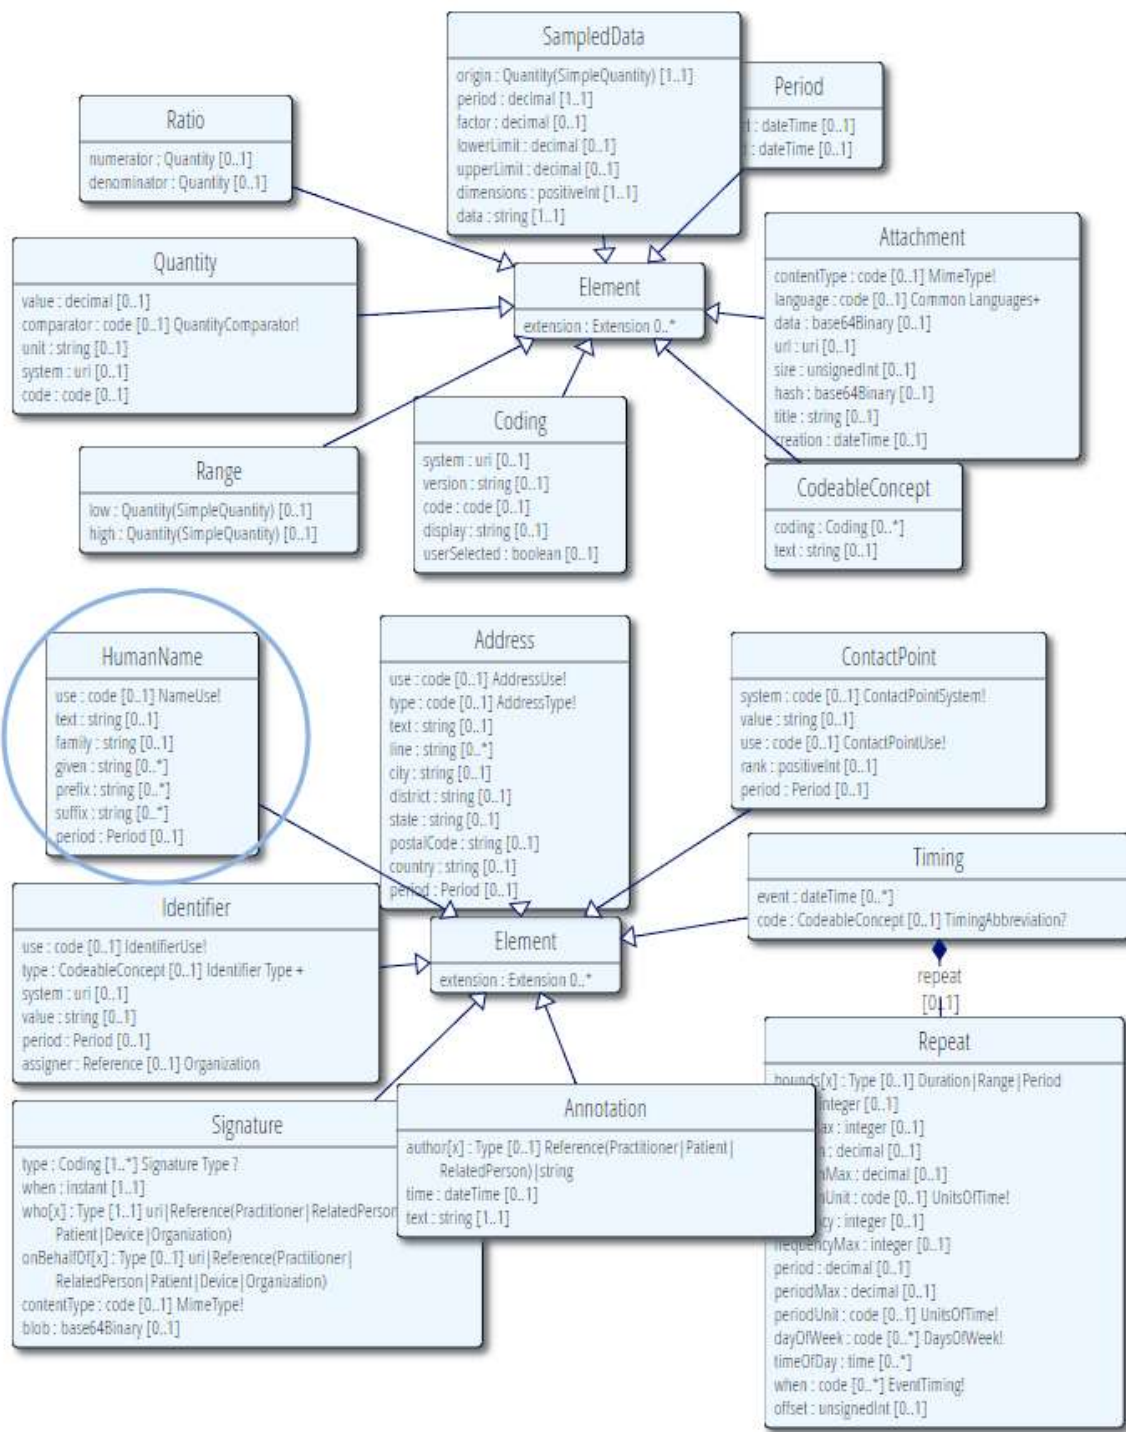 SampledData
origin : Quantity(SimpleQuantity) [1..1]
period : decimal [1..1]
factor : decimal [0..1]
lowerLimit : decimal [0..1]
upperLimit : decimal [0..1]
dimensions : positiveInt [1..1]
data : string [1..1]
Period
: dateTime [0..1]
: dateTime [0..1]
Ratio
numerator : Quantity [0..1]
denominator : Quantity [0..1]
Quantity
value : decimal [0..1]
comparator : code [0..1] QuantityComparator!
unit : string [0..1]
system : uri [0..1]
code : code [0..1]
Element
extension : Extension 0..*
Attachment
contentType : code [0..1] MimeType!
language : code [0..1] Common Languages+
data : base64Binary [0..1]
url : uri [0..1]
size : unsignedInt [0..1]
hash : base64Binary [0..1]
title : string [0..1]
creation : dateTime [0..1]
Range
low : Quantity(SimpleQuantity) [0..1]
high : Quantity(SimpleQuantity) [0..1]
Coding
system : uri [0..1]
version : string [0..1]
code : code [0..1]
display : string [0..1]
userSelected : boolean [0..1]
CodeableConcept
coding : Coding [0..*]
text : string [0..1]
HumanName
use : code [0..1] NameUse!
text : string [0..1]
family : string [0..1]
given : string [0..*]
prefix : string [0..*]
suffix : string [0..*]
period : Period [0..1]
Address
use : code [0..1] AddressUse!
type : code [0..1] AddressType!
text : string [0..1]
line : string [0..*]
city : string [0..1]
district : string [0..1]
state : string [0..1]
postalCode : string [0..1]
country : string [0..1]
period : Period [0..1]
ContactPoint
system : code [0..1] ContactPointSystem!
value : string [0..1]
use : code [0..1] ContactPointUse!
rank : positiveInt [0..1]
period : Period [0..1]
Timing
event : dateTime [0..*]
code : CodeableConcept [0..1] TimingAbbreviation?
Identifier
use : code [0..1] IdentifierUse!
type : CodeableConcept [0..1] Identifier Type +
system : uri [0..1]
value : string [0..1]
period : Period [0..1]
assigner : Reference [0..1] Organization
Element
extension : Extension 0..*
repeat
[0..1]
Signature
type : Coding [1..*] Signature Type ?
when : instant [1..1]
who[x] : Type [1..1] uri|Reference(Practitioner|RelatedPerson
Patient|Device|Organization)
onBehalfOf[x] : Type [0..1] uri|Reference(Practitioner|
RelatedPerson|Patient|Device|Organization)
contentType : code [0..1] MimeType!
blob : base64Binary [0..1]
Annotation
author[x] : Type [0..1] Reference(Practitioner|Patient|
RelatedPerson)|string
time : dateTime [0..1]
text : string [1..1]
Repeat
bounds[x] : Type [0..1] Duration|Range|Period
integer [0..1]
ax : integer [0..1]
n : decimal [0..1]
nMax : decimal [0..1]
nUnit : code [0..1] UnitsOfTime!
cy : integer [0..1]
frequencyMax : integer [0..1]
period : decimal [0..1]
periodMax : decimal [0..1]
periodUnit : code [0..1] UnitsOfTime!
dayOfWeek : code [0..*] DaysOfWeek!
timeOfDay : time [0..*]
when : code [0..*] EventTiming!
offset : unsignedInt [0..1]